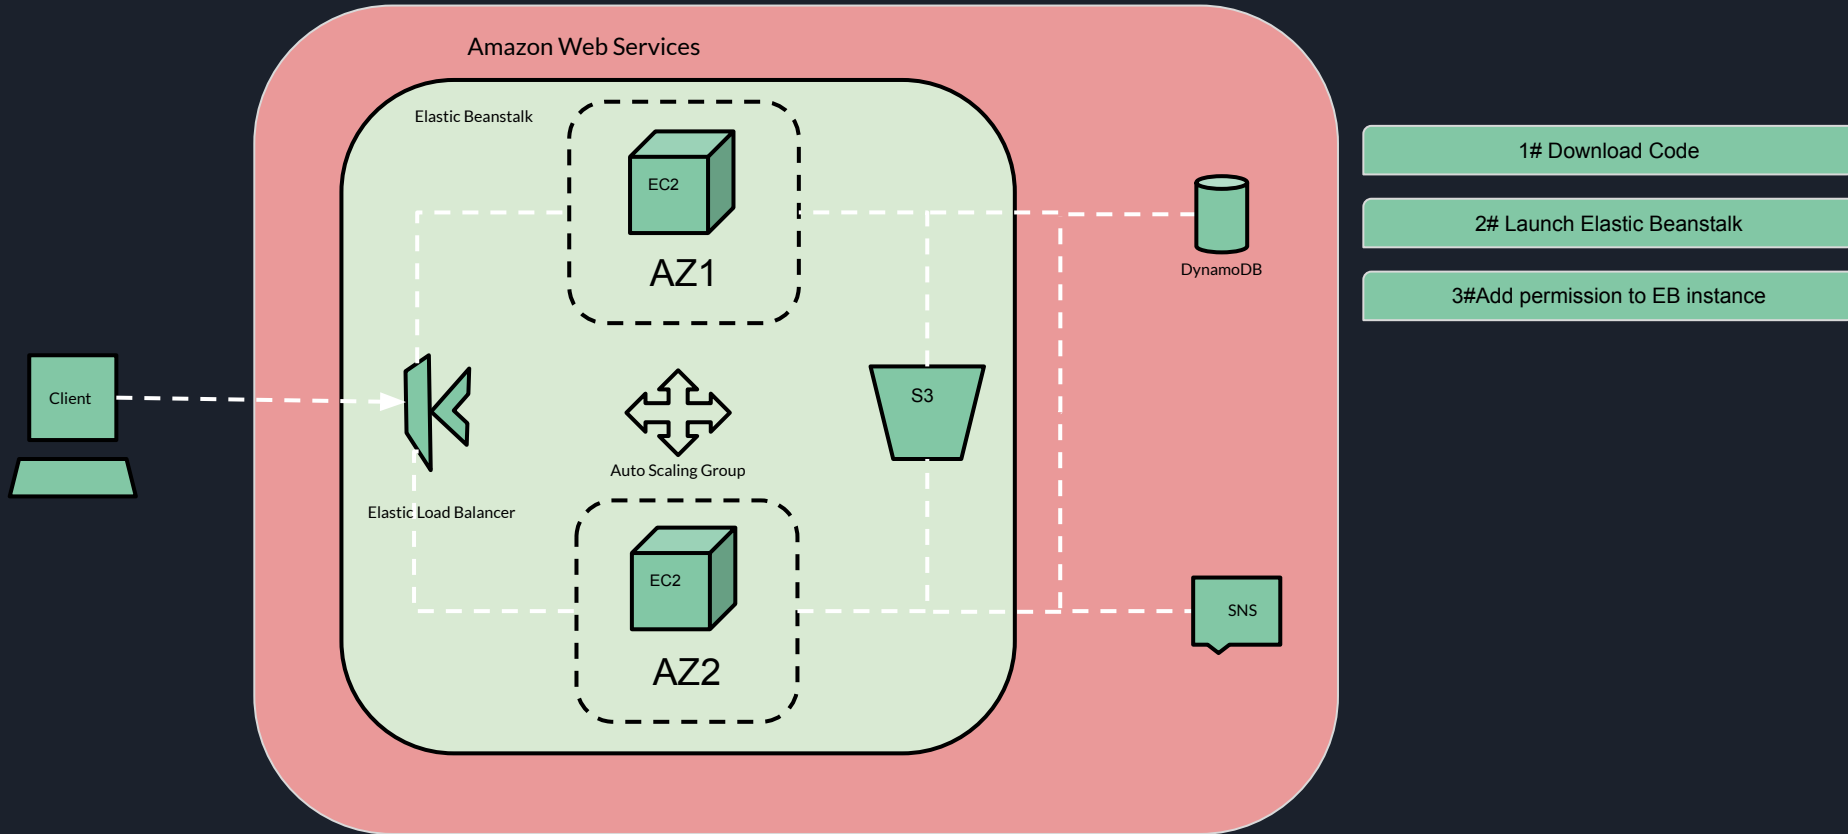 Amazon Web Services
Elastic Beanstalk
EC2
AZ1
DynamoDB
Client
S3
Auto Scaling Group
Elastic Load Balancer
EC2
AZ2
SNS
1# Download Code
2# Launch Elastic Beanstalk
3#Add permission to EB instance